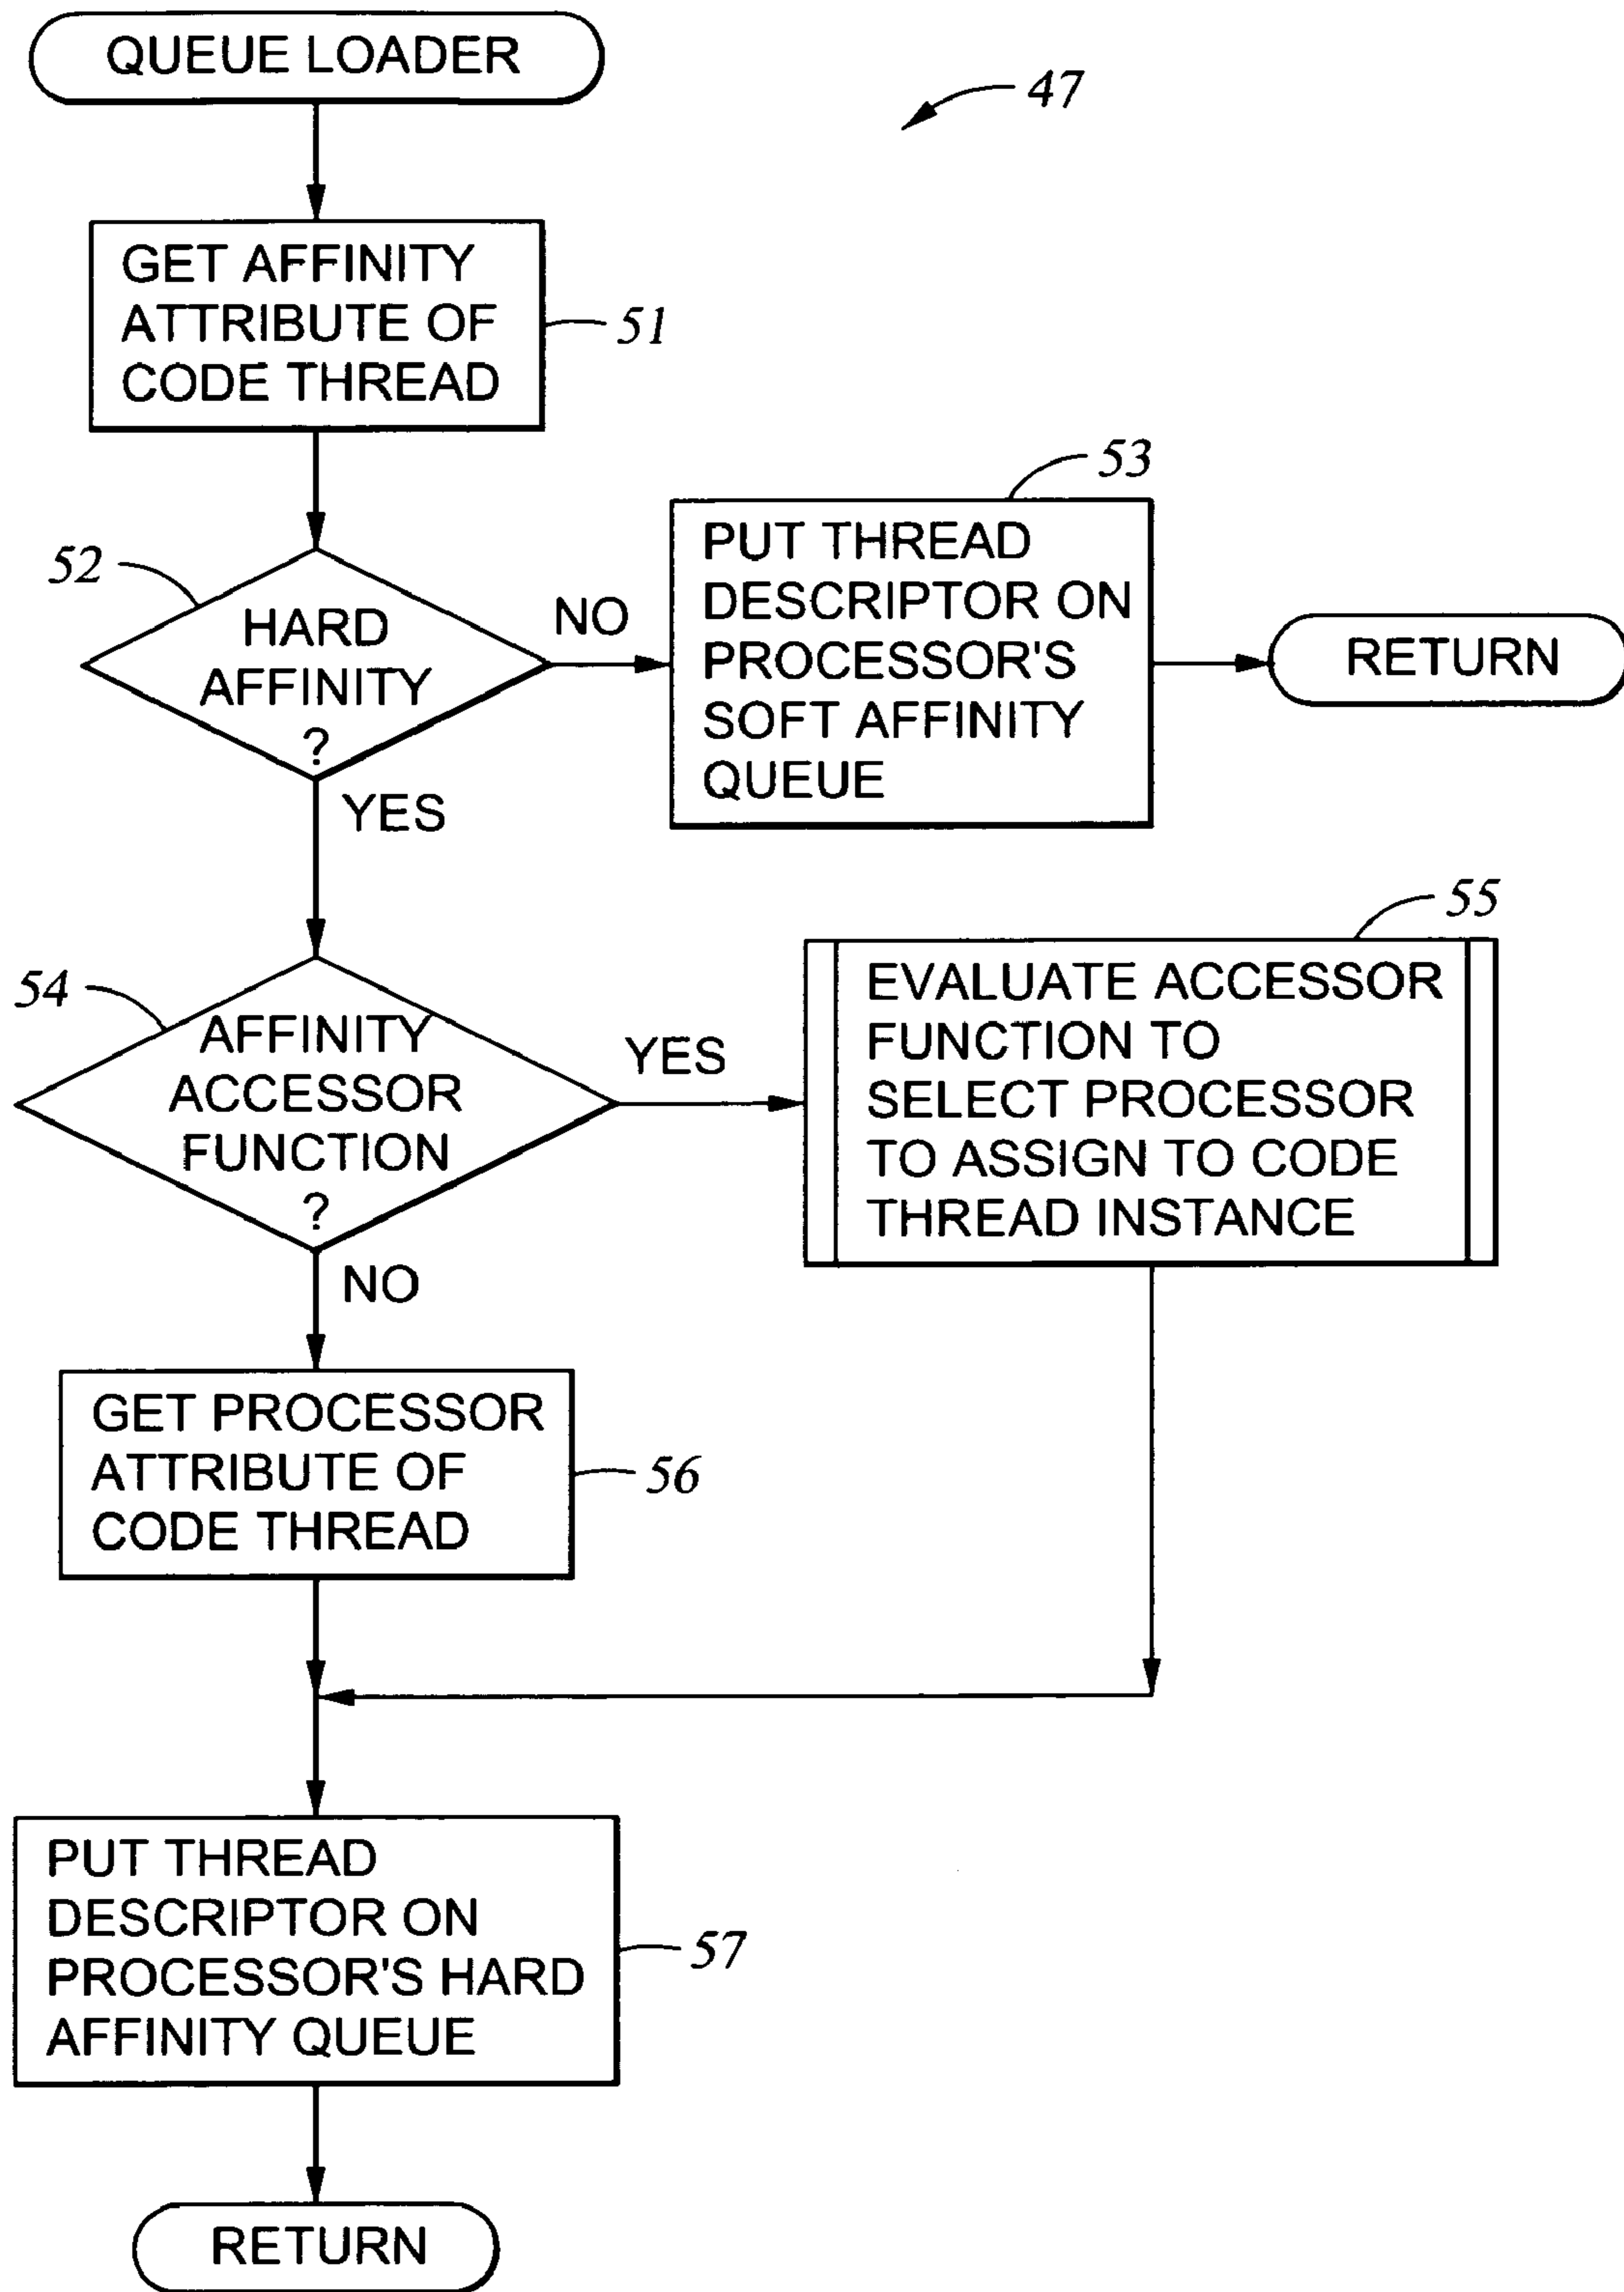 QUEUE LOADER
47
GET AFFINITY
ATTRIBUTE OF
CODE THREAD
51
52
HARD
AFFINITY
?
NO
YES
53
PUT THREAD
DESCRIPTOR ON
PROCESSOR'S
SOFT AFFINITY
QUEUE
RETURN
54
AFFINITY
ACCESSOR
FUNCTION
?
YES
NO
55
EVALUATE ACCESSOR
FUNCTION TO
SELECT PROCESSOR
TO ASSIGN TO CODE
THREAD INSTANCE
GET PROCESSOR
ATTRIBUTE OF
CODE THREAD
56
PUT THREAD
DESCRIPTOR ON
PROCESSOR'S HARD
AFFINITY QUEUE
57
RETURN